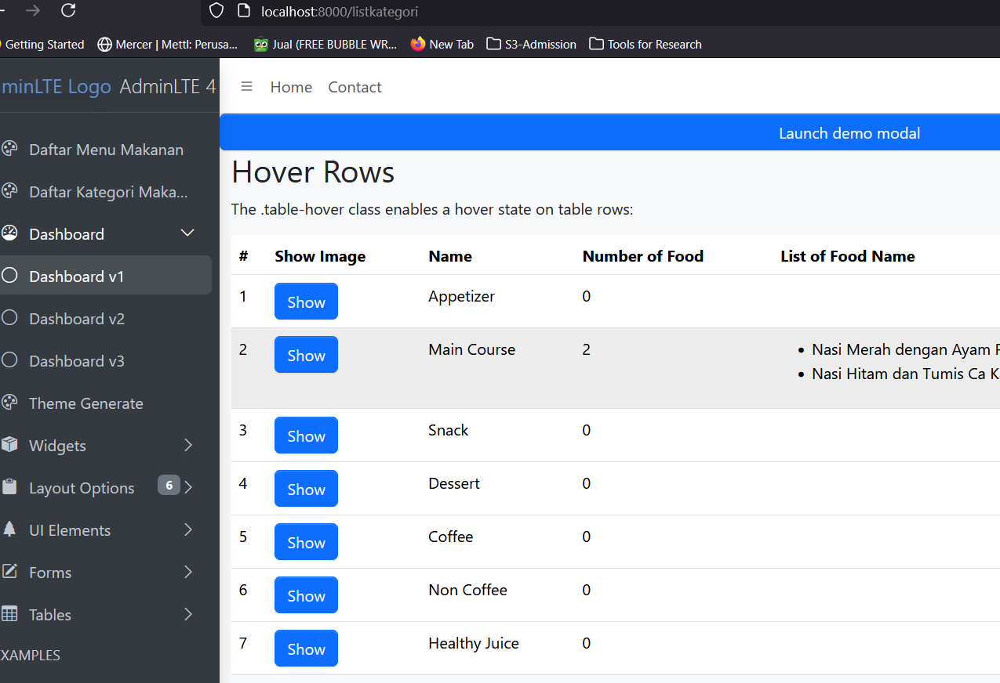 localhost:8000/listkategori
Getting Started Mercer | Mettl: Perusa... Jual (FREE BUBBLE WR... New Tab S3-Admission Tools for Research
minLTE Logo AdminLTE 4
Home Contact
Launch demo modal
Daftar Menu Makanan
Daftar Kategori Maka...
Dashboard
Dashboard v1
Dashboard v2
Dashboard v3
Theme Generate
Widgets
Layout Options 6
UI Elements
Forms
Tables
XAMPLES
Hover Rows
The .table-hover class enables a hover state on table rows:
# Show Image Name Number of Food List of Food Name
1 Show Appetizer 0
2 Show Main Course 2
• Nasi Merah dengan Ayam
• Nasi Hitam dan Tumis Ca
3 Show Snack 0
4 Show Dessert 0
5 Show Coffee 0
6 Show Non Coffee 0
7 Show Healthy Juice 0